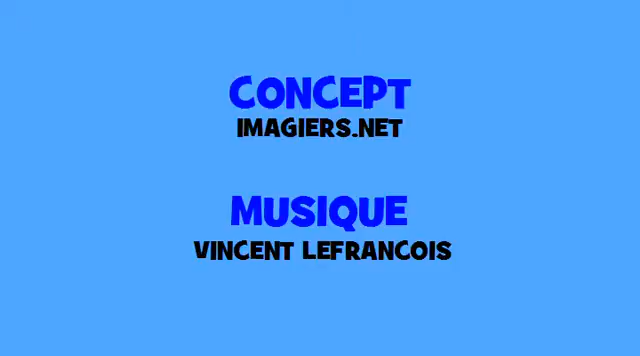 CONCEPT
IMAGIERS.NET
MUSIQUE
VINCENT LEFRANCOIS